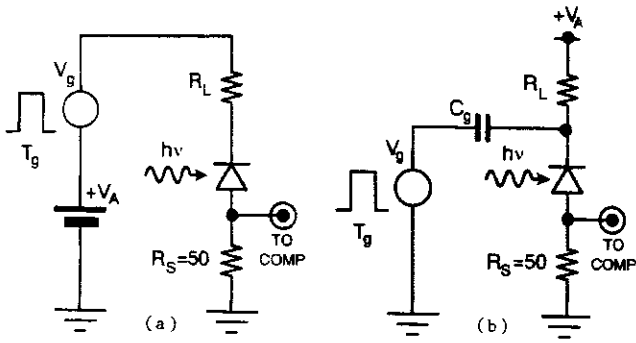 V_g
T_g
+V_A
R_L
hν
TO
COMP
R_S=50
(a)
+V_A
R_L
C_g
V_g
hν
T_g
TO
COMP
R_S=50
(b)